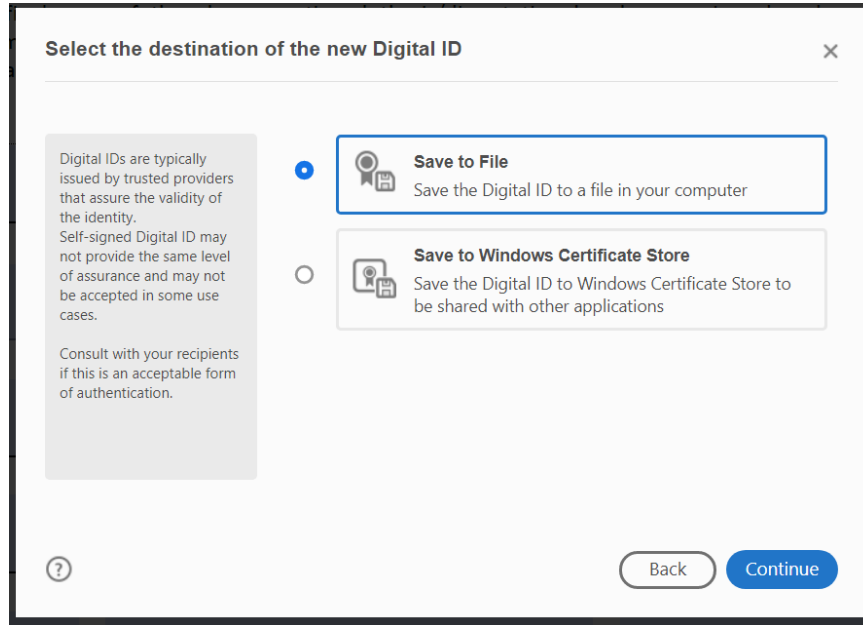 Select the destination of the new Digital ID
Digital IDs are typically
issued by trusted providers
that assure the validity of
the identity.
Self-signed Digital ID may
not provide the same level
of assurance and may not
be accepted in some use
cases.
Consult with your recipients
if this is an acceptable form
of authentication.
Save to File
Save the Digital ID to a file in your computer
Save to Windows Certificate Store
Save the Digital ID to Windows Certificate Store to
be shared with other applications
?
Back
Continue